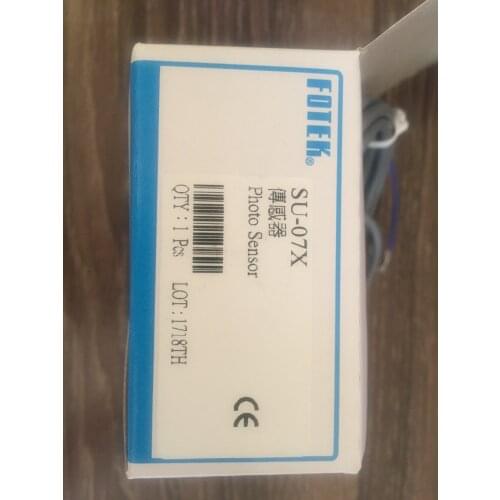 FOTEK®
SU-07X
傳感器
Photo Sensor
QTY : 1 Pcs LOT : 1718TH
CE